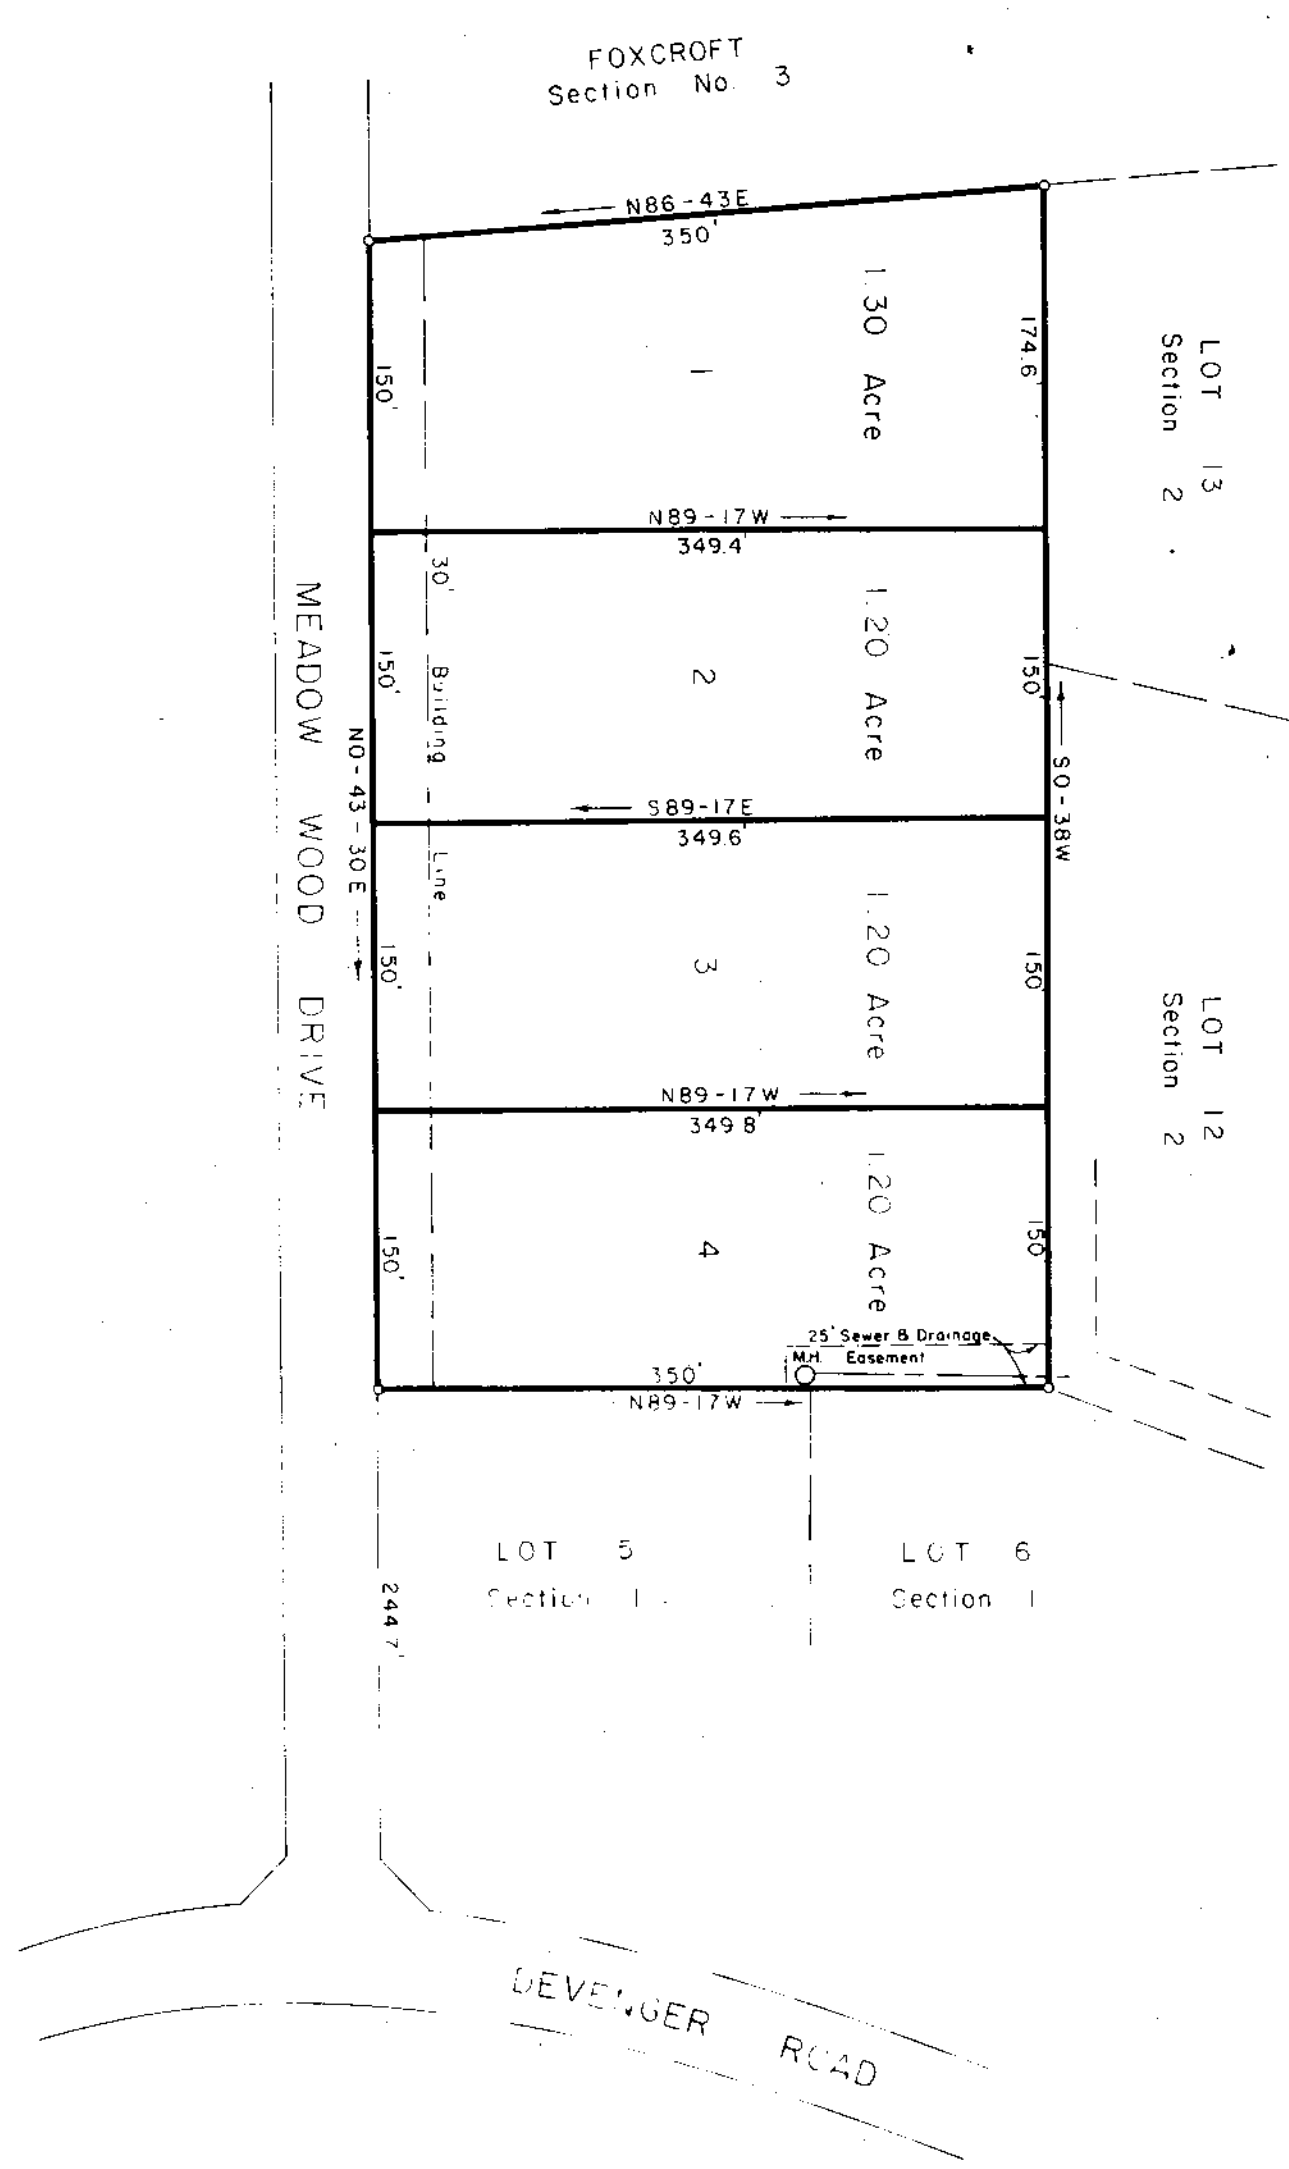 FOXCROFT
Section No. 3
N86-43E
350'
1.30 Acre
174.6'
1
150'
LOT 13
Section 2
N89-17W
349.4'
30' Building Line
1.20 Acre
2
150'
150'
MEADOW WOOD DRIVE
N0-43-30E
S0-38W
S89-17E
349.6'
1.20 Acre
3
150'
150'
LOT 12
Section 2
N89-17W
349.8'
1.20 Acre
4
150'
150'
25' Sewer & Drainage
M.H. Easement
350'
N89-17W
LOT 5
Section 1
LOT 6
Section 1
244.7'
DEVENGER ROAD